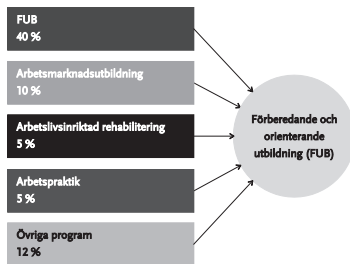 FUB
40 %
Arbetsmarknadsutbildning
10 %
Arbetslivsinriktad rehabilitering
5 %
Arbetspraktik
5 %
Övriga program
12 %
Förberedande och
orienterande
utbildning (FUB)